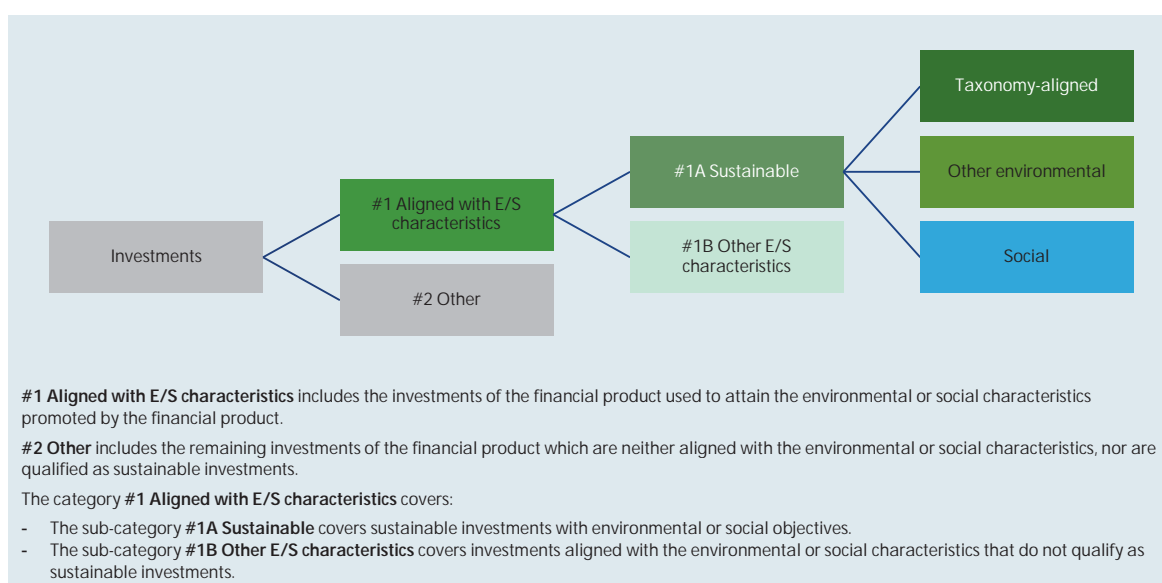 Taxonomy-aligned
#1A Sustainable
Other environmental
#1 Aligned with E/S
characteristics
Investments
#1B Other E/S
characteristics
Social
#2 Other
#1 Aligned with E/S characteristics includes the investments of the financial product used to attain the environmental or social characteristics
promoted by the financial product.
#2 Other includes the remaining investments of the financial product which are neither aligned with the environmental or social characteristics, nor are
qualified as sustainable investments.
The category #1 Aligned with E/S characteristics covers:
- The sub-category #1A Sustainable covers sustainable investments with environmental or social objectives.
- The sub-category #1B Other E/S characteristics covers investments aligned with the environmental or social characteristics that do not qualify as
sustainable investments.